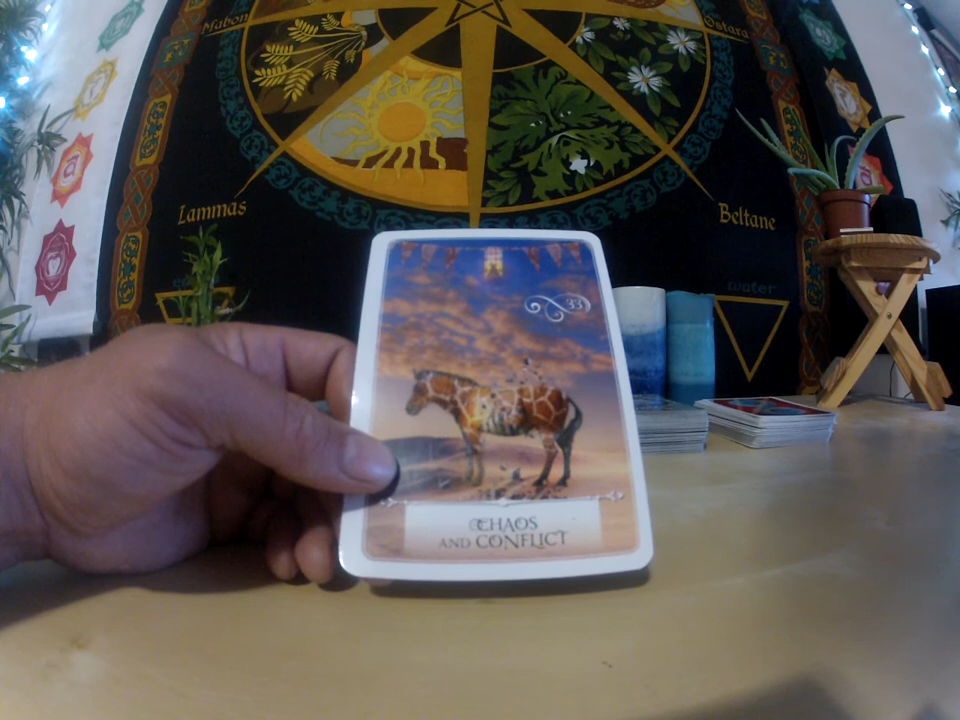 Mabon
Ostara
Lammas
Beltane
water
33
CHAOS
AND CONFLICT